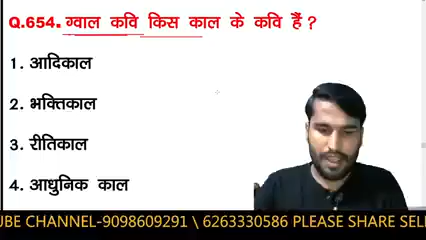 Q.654. ग्वाल कवि किस काल के कवि हैं ?
1. आदिकाल
2. भक्तिकाल
3. रीतिकाल
4. आधुनिक काल
UBE CHANNEL-9098609291 \ 6263330586 PLEASE SHARE SEL